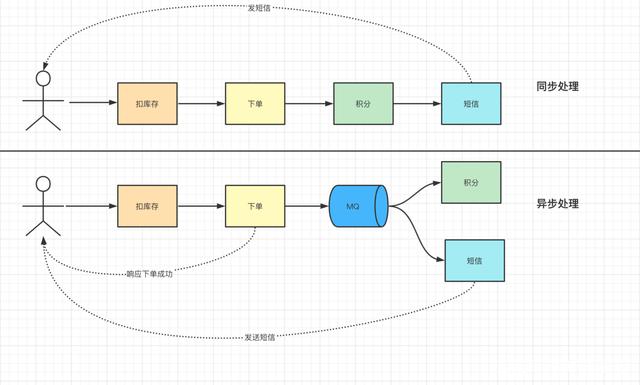 发短信
扣库存
下单
积分
短信
同步处理
积分
扣库存
下单
MQ
异步处理
短信
响应下单成功
发送短信